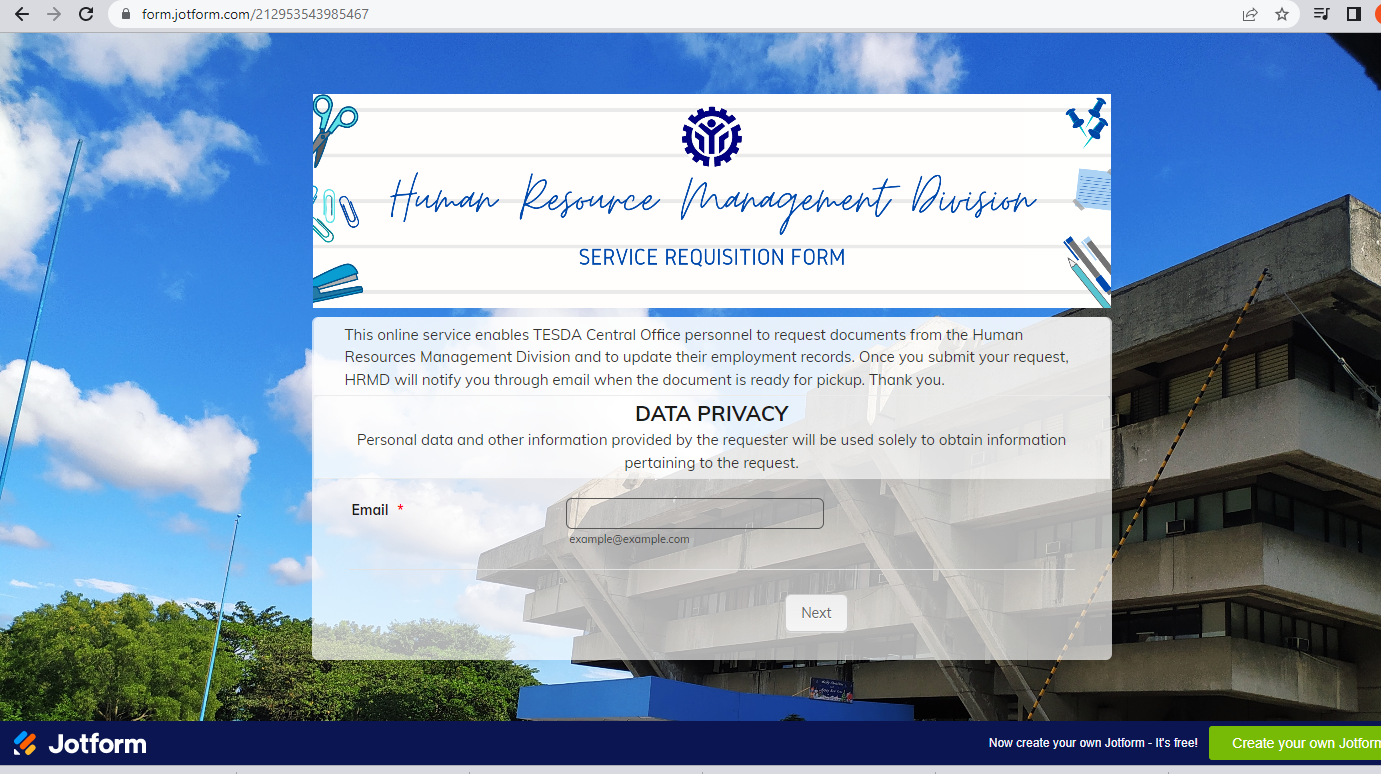 form.jotform.com/212953543985467
Human Resource Management Division
SERVICE REQUISITION FORM
This online service enables TESDA Central Office personnel to request documents from the Human
Resources Management Division and to update their employment records. Once you submit your request,
HRMD will notify you through email when the document is ready for pickup. Thank you.
DATA PRIVACY
Personal data and other information provided by the requester will be used solely to obtain information
pertaining to the request.
Email *
example@example.com
Next
Jotform
Now create your own Jotform - It's free!
Create your own Jotform